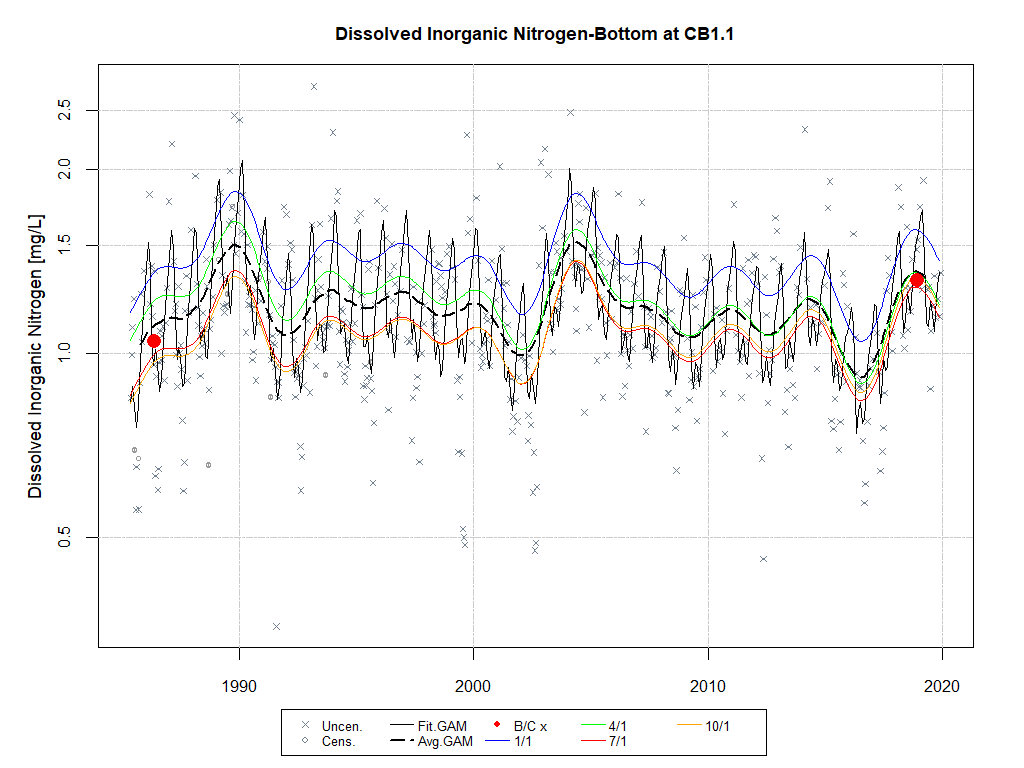 Dissolved Inorganic Nitrogen-Bottom at CB1.1
Dissolved Inorganic Nitrogen [mg/L]
2.5
2.0
1.5
1.0
0.5
1990 2000 2010 2020
Uncen. Fit.GAM B/C x 4/1 10/1
Cens. Avg.GAM 1/1 7/1